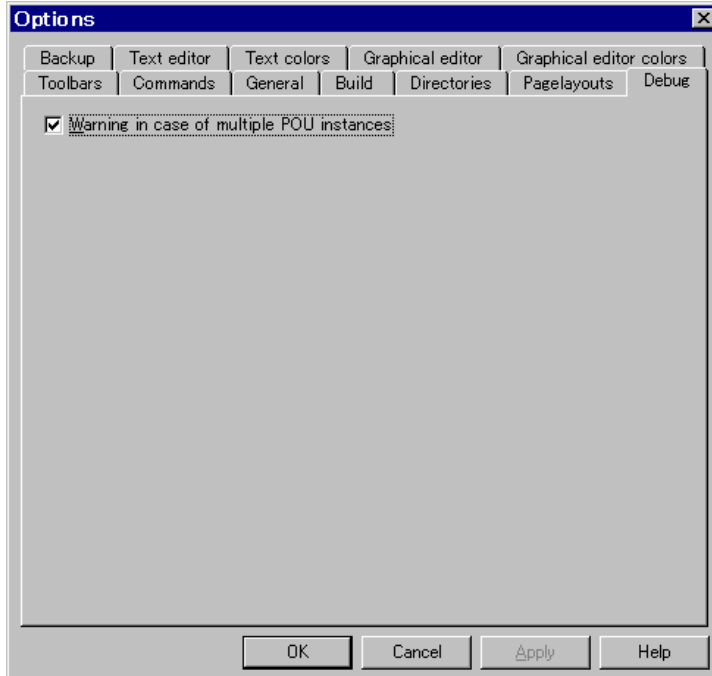 Options
Backup Text editor Text colors Graphical editor Graphical editor colors
Toolbars Commands General Build Directories Pagelayouts Debug
Warning in case of multiple POU instances
OK Cancel Apply Help